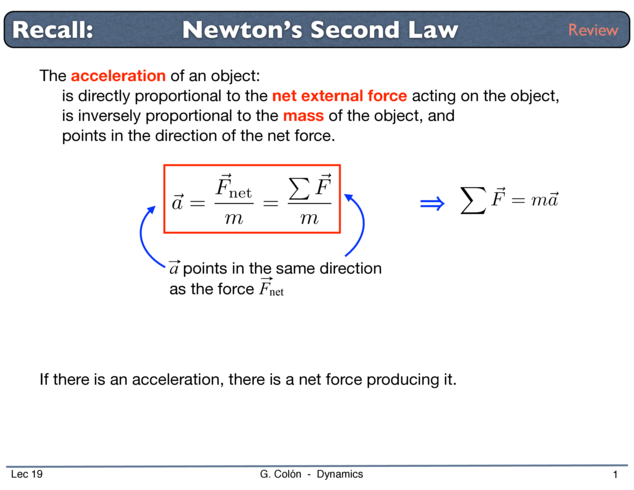 Recall: Newton's Second Law Review
The acceleration of an object:
is directly proportional to the net external force acting on the object,
is inversely proportional to the mass of the object, and
points in the direction of the net force.
$\vec{a} = \dfrac{\vec{F}_{\text{net}}}{m} = \dfrac{\sum \vec{F}}{m}$ $\Rightarrow \sum \vec{F} = m\vec{a}$
$\vec{a}$ points in the same direction
as the force $\vec{F}_{\text{net}}$
If there is an acceleration, there is a net force producing it.
Lec 19 G. Colón - Dynamics 1